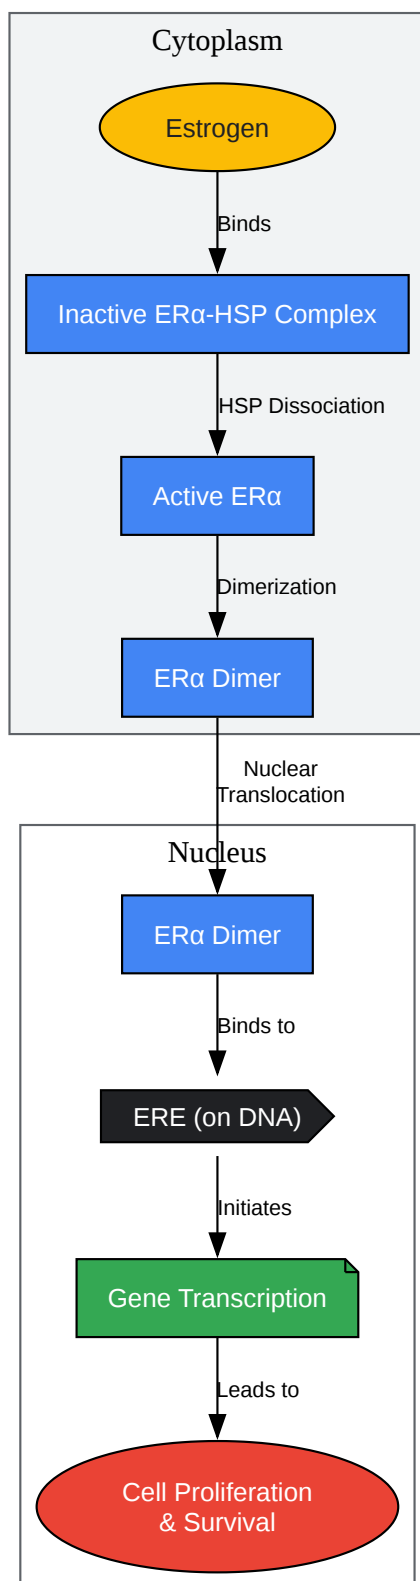 Cytoplasm
Estrogen
Binds
Inactive ERα-HSP Complex
HSP Dissociation
Active ERα
Dimerization
ERα Dimer
Nuclear
Translocation
Nucleus
ERα Dimer
Binds to
ERE (on DNA)
Initiates
Gene Transcription
Leads to
Cell Proliferation
& Survival